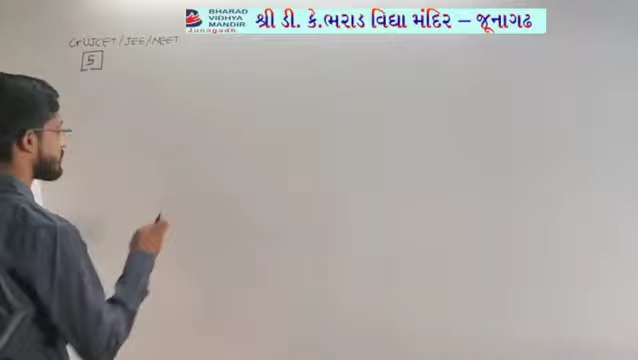 BHARAD
VIDHYA
MANDIR
Junagadh
શ્રી ડી. કે.ભરાડ વિદ્યા મંદિર – જૂનાગઢ
GUJCET/JEE/NEET
5